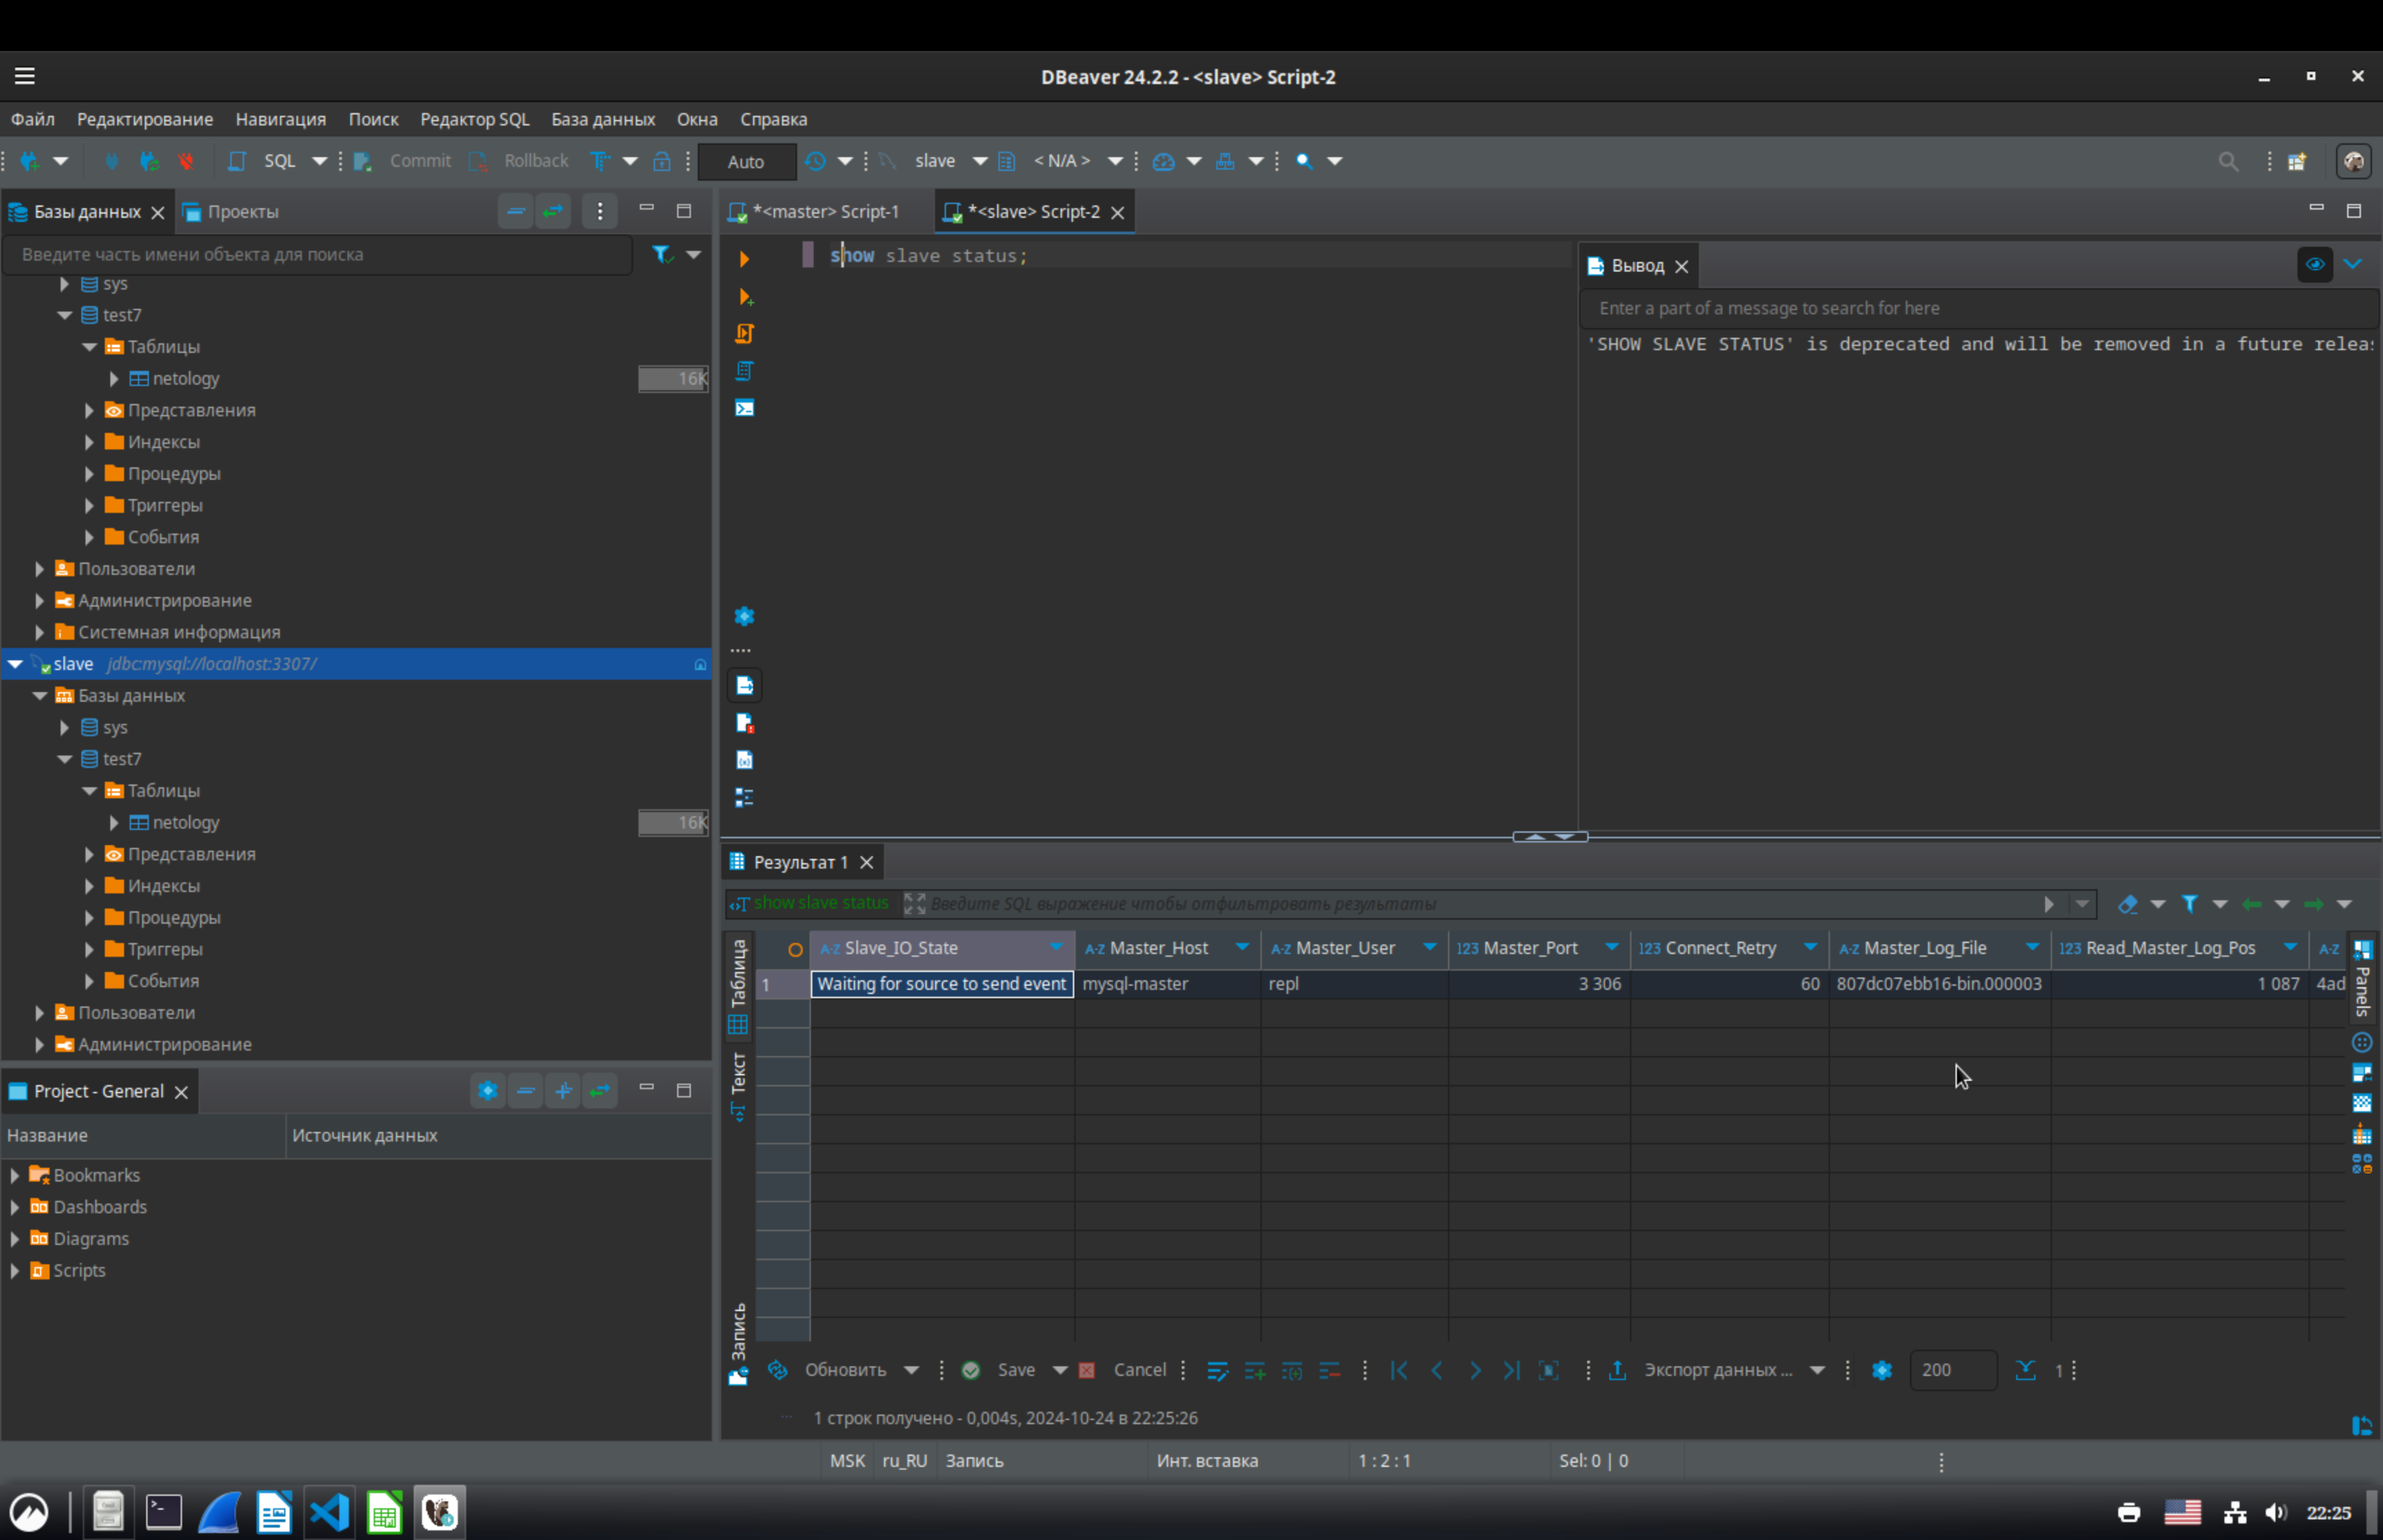 DBeaver 24.2.2 - <slave> Script-2
Файл Редактирование Навигация Поиск Редактор SQL База данных Окна Справка
SQL Commit Rollback Auto slave < N/A >
Базы данных Проекты
Введите часть имени объекта для поиска
sys
test7
Таблицы
netology 16K
Представления
Индексы
Процедуры
Триггеры
События
Пользователи
Администрирование
Системная информация
slave jdbc:mysql://localhost:3307/
Базы данных
sys
test7
Таблицы
netology 16K
Представления
Индексы
Процедуры
Триггеры
События
Пользователи
Администрирование
Project - General
Название Источник данных
Bookmarks
Dashboards
Diagrams
Scripts
*<master> Script-1 *<slave> Script-2
show slave status;
Вывод
Enter a part of a message to search for here
'SHOW SLAVE STATUS' is deprecated and will be removed in a future relea
Результат 1
show slave status Введите SQL выражение чтобы отфильтровать результаты
Таблица
Текст
Запись
Panels
A-Z Slave_IO_State A-Z Master_Host A-Z Master_User 123 Master_Port 123 Connect_Retry A-Z Master_Log_File 123 Read_Master_Log_Pos A-Z
1 Waiting for source to send event mysql-master repl 3 306 60 807dc07ebb16-bin.000003 1 087 4ad
Обновить Save Cancel Экспорт данных ... 200 1
1 строк получено - 0,004s, 2024-10-24 в 22:25:26
MSK ru_RU Запись Инт. вставка 1 : 2 : 1 Sel: 0 | 0
22:25